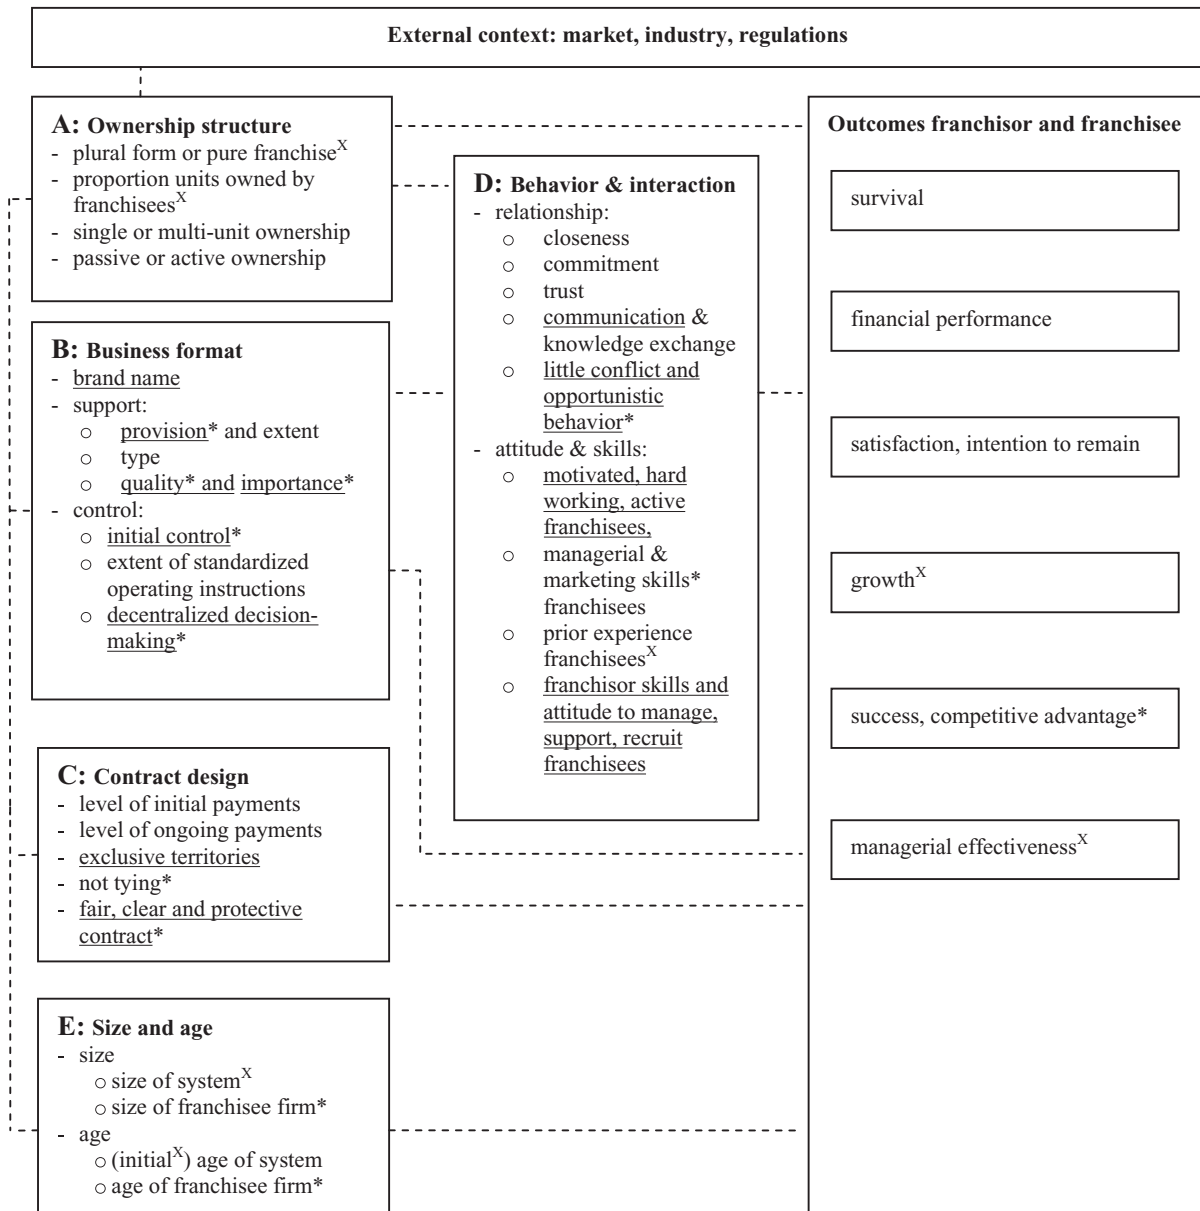 External context: market, industry, regulations
A: Ownership structure
- plural form or pure franchiseX
- proportion units owned by
franchiseesX
- single or multi-unit ownership
- passive or active ownership
B: Business format
- brand name
- support:
o provision* and extent
o type
o quality* and importance*
- control:
o initial control*
o extent of standardized
operating instructions
o decentralized decision-
making*
C: Contract design
- level of initial payments
- level of ongoing payments
- exclusive territories
- not tying*
- fair, clear and protective
contract*
E: Size and age
- size
o size of systemX
o size of franchisee firm*
- age
o (initialX) age of system
o age of franchisee firm*
D: Behavior & interaction
- relationship:
o closeness
o commitment
o trust
o communication &
knowledge exchange
o little conflict and
opportunistic
behavior*
- attitude & skills:
o motivated, hard
working, active
franchisees,
o managerial &
marketing skills*
franchisees
o prior experience
franchiseesX
o franchisor skills and
attitude to manage,
support, recruit
franchisees
Outcomes franchisor and franchisee
survival
financial performance
satisfaction, intention to remain
growthX
success, competitive advantage*
managerial effectivenessX